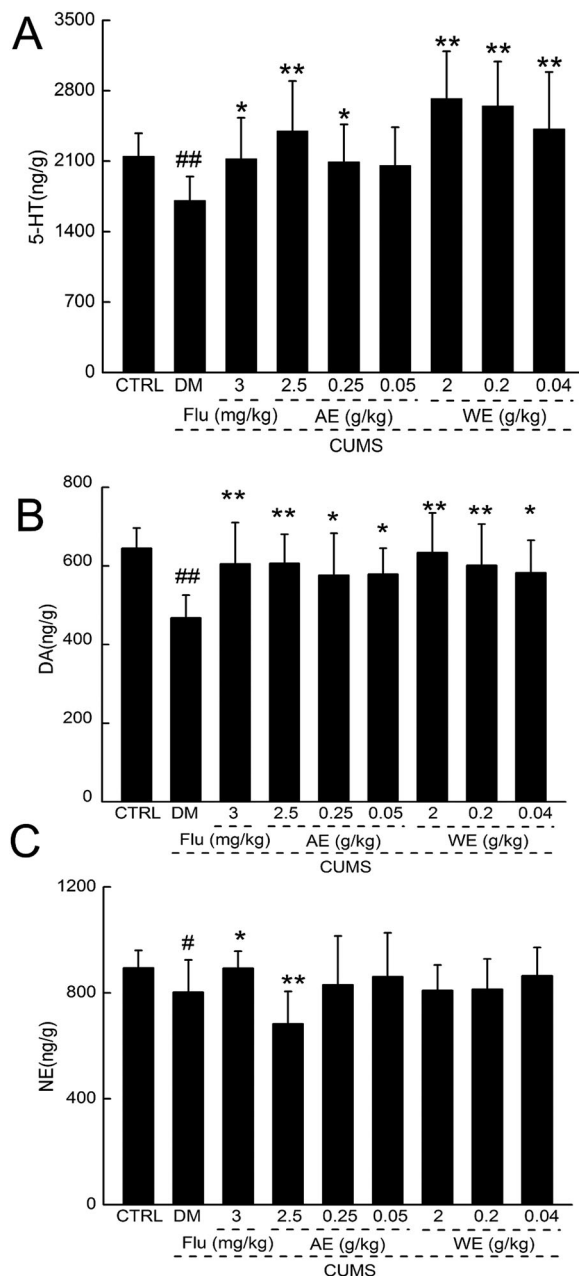 A
3500
** ** **
2800
** *
* *
2100
##
5-HT(ng/g)
1400
700
0
CTRL DM 3 2.5 0.25 0.05 2 0.2 0.04
Flu (mg/kg) AE (g/kg) WE (g/kg)
CUMS
B
800
** ** * * ** ** *
600
##
DA(ng/g)
400
200
0
CTRL DM 3 2.5 0.25 0.05 2 0.2 0.04
Flu (mg/kg) AE (g/kg) WE (g/kg)
CUMS
C
1200
# * **
800
NE(ng/g)
400
0
CTRL DM 3 2.5 0.25 0.05 2 0.2 0.04
Flu (mg/kg) AE (g/kg) WE (g/kg)
CUMS